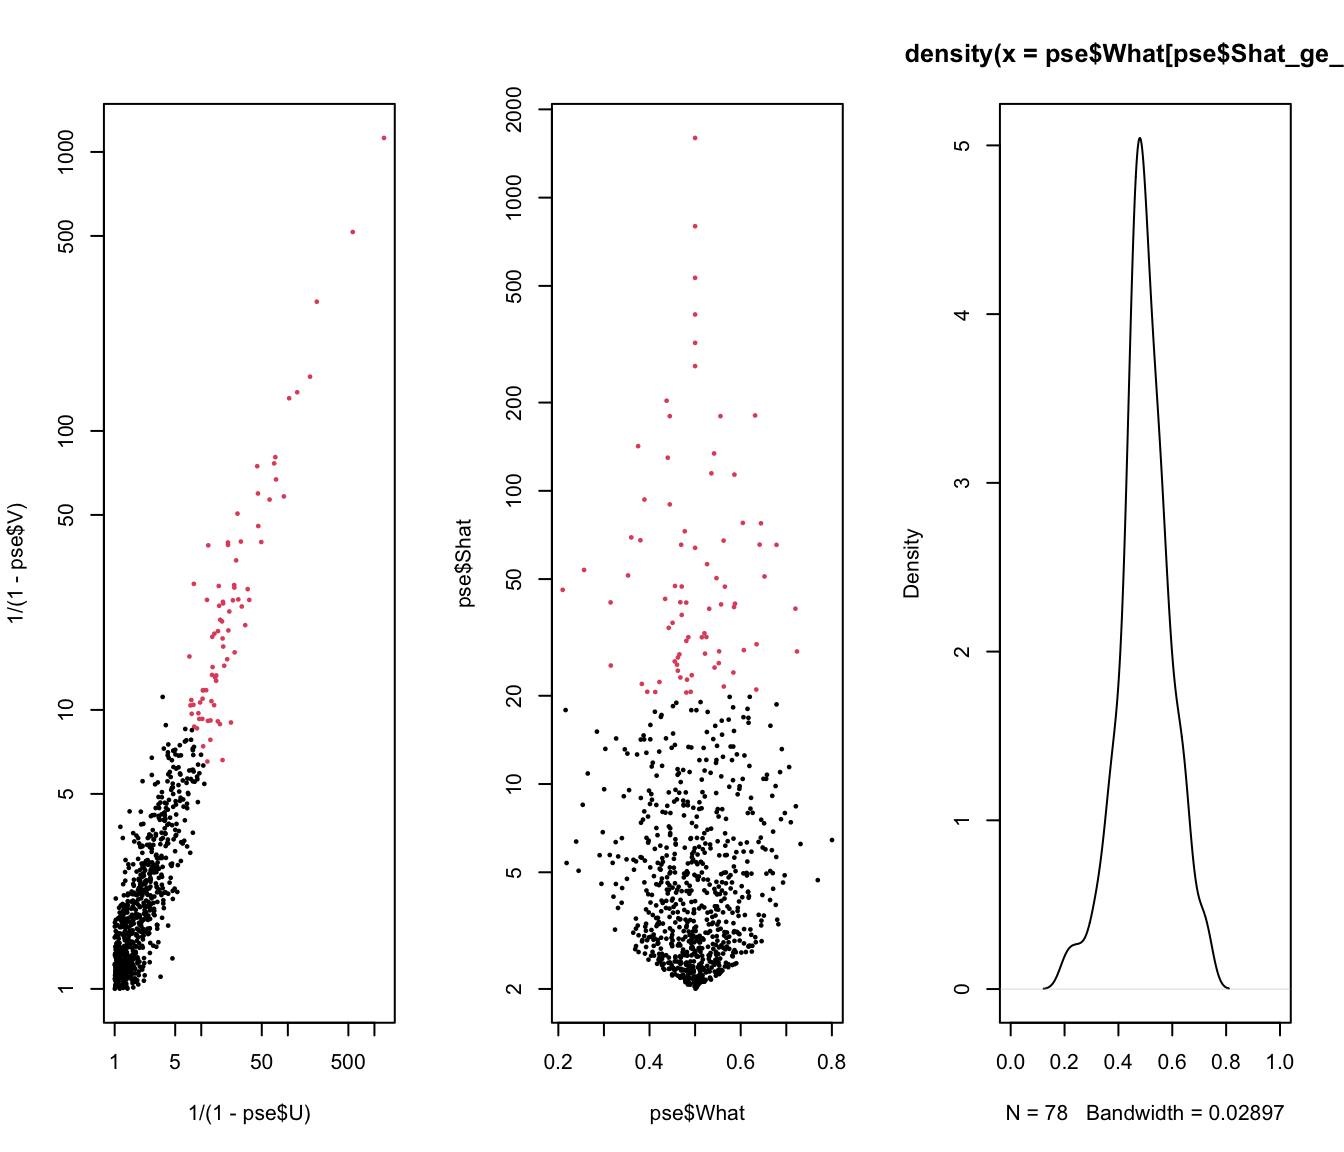 density(x = pse$What[pse$Shat_ge_
1/(1 - pse$V)
1 5 10 50 100 500 1000
1 5 50 500
1/(1 - pse$U)
pse$Shat
2 5 10 20 50 100 200 500 1000 2000
0.2 0.4 0.6 0.8
pse$What
Density
0 1 2 3 4 5
0.0 0.2 0.4 0.6 0.8 1.0
N = 78 Bandwidth = 0.02897